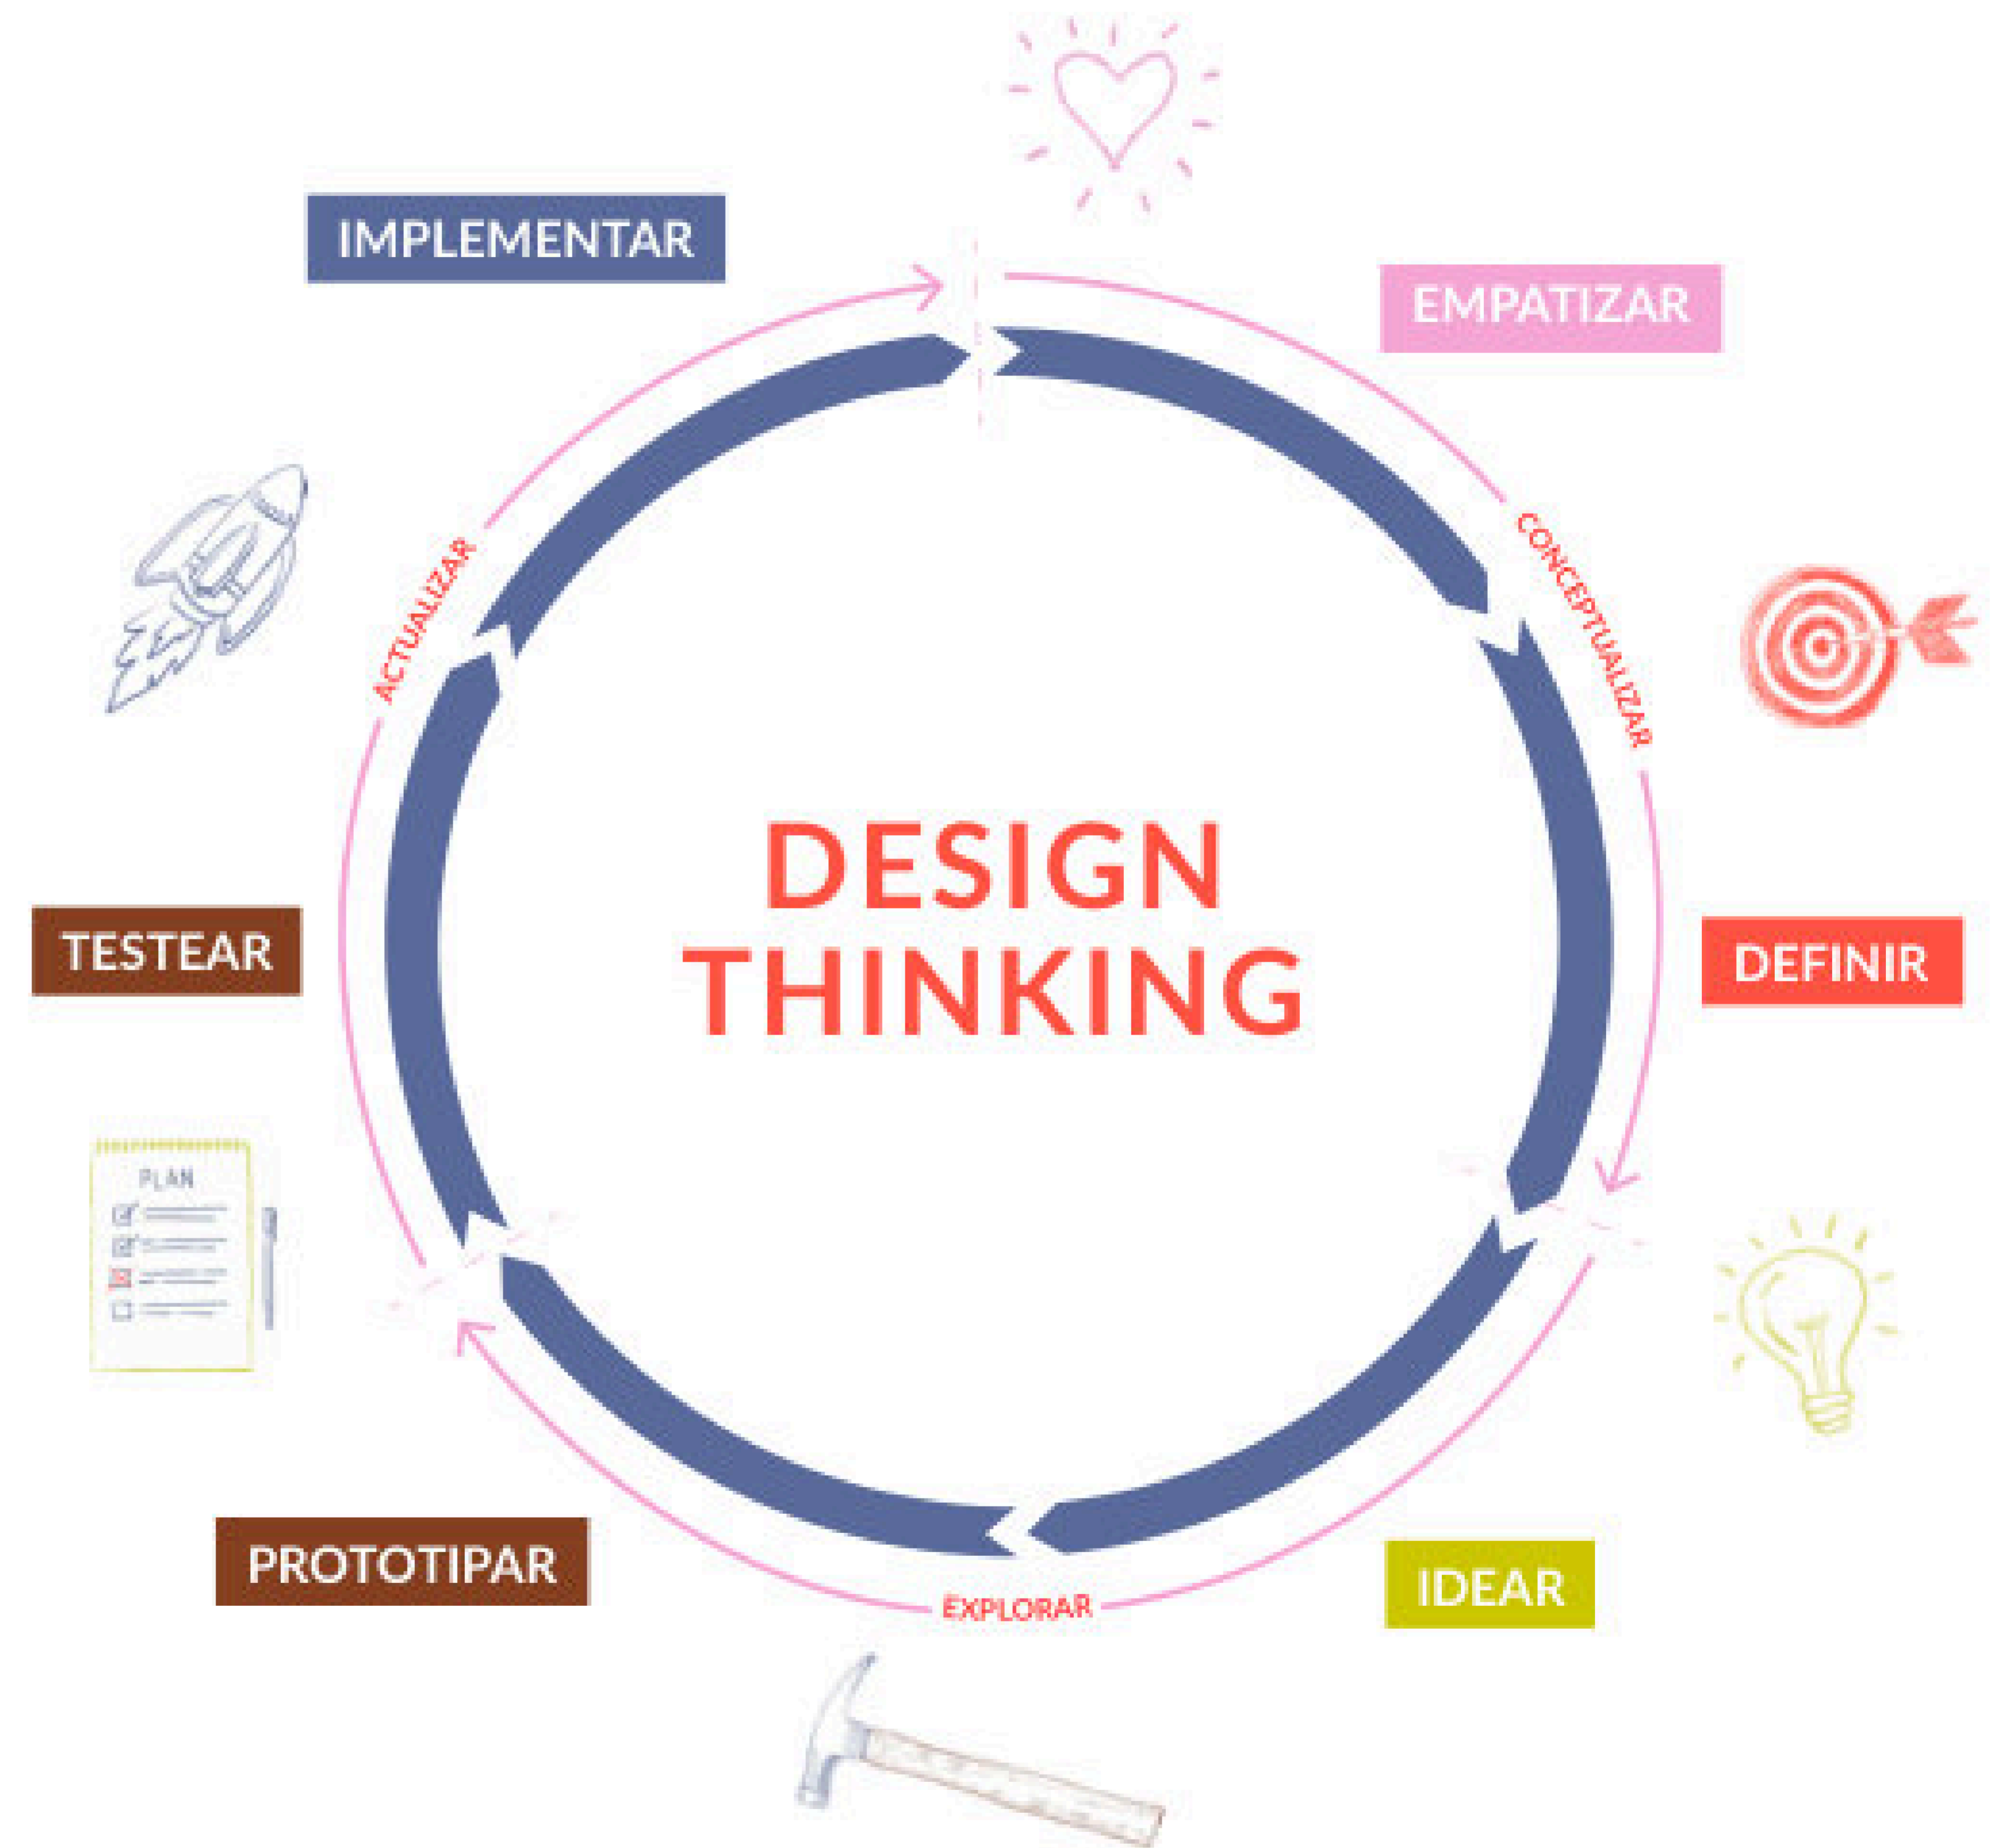 IMPLEMENTAR
EMPATIZAR
CONCEPTUALIZAR
ACTUALIZAR
DESIGN
THINKING
TESTEAR
DEFINIR
PLAN
PROTOTIPAR
IDEAR
EXPLORAR